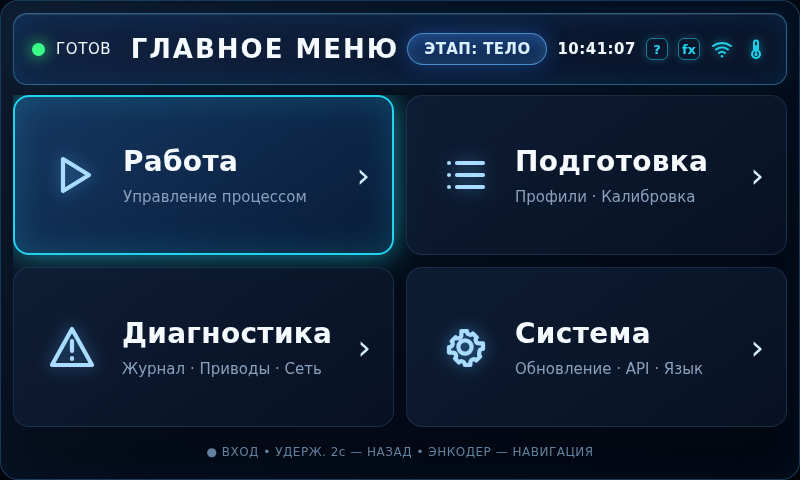 ГОТОВ ГЛАВНОЕ МЕНЮ ЭТАП: ТЕЛО 10:41:07 ? fx
Работа
Управление процессом
Подготовка
Профили · Калибровка
Диагностика
Журнал · Приводы · Сеть
Система
Обновление · API · Язык
● ВХОД • УДЕРЖ. 2с — НАЗАД • ЭНКОДЕР — НАВИГАЦИЯ